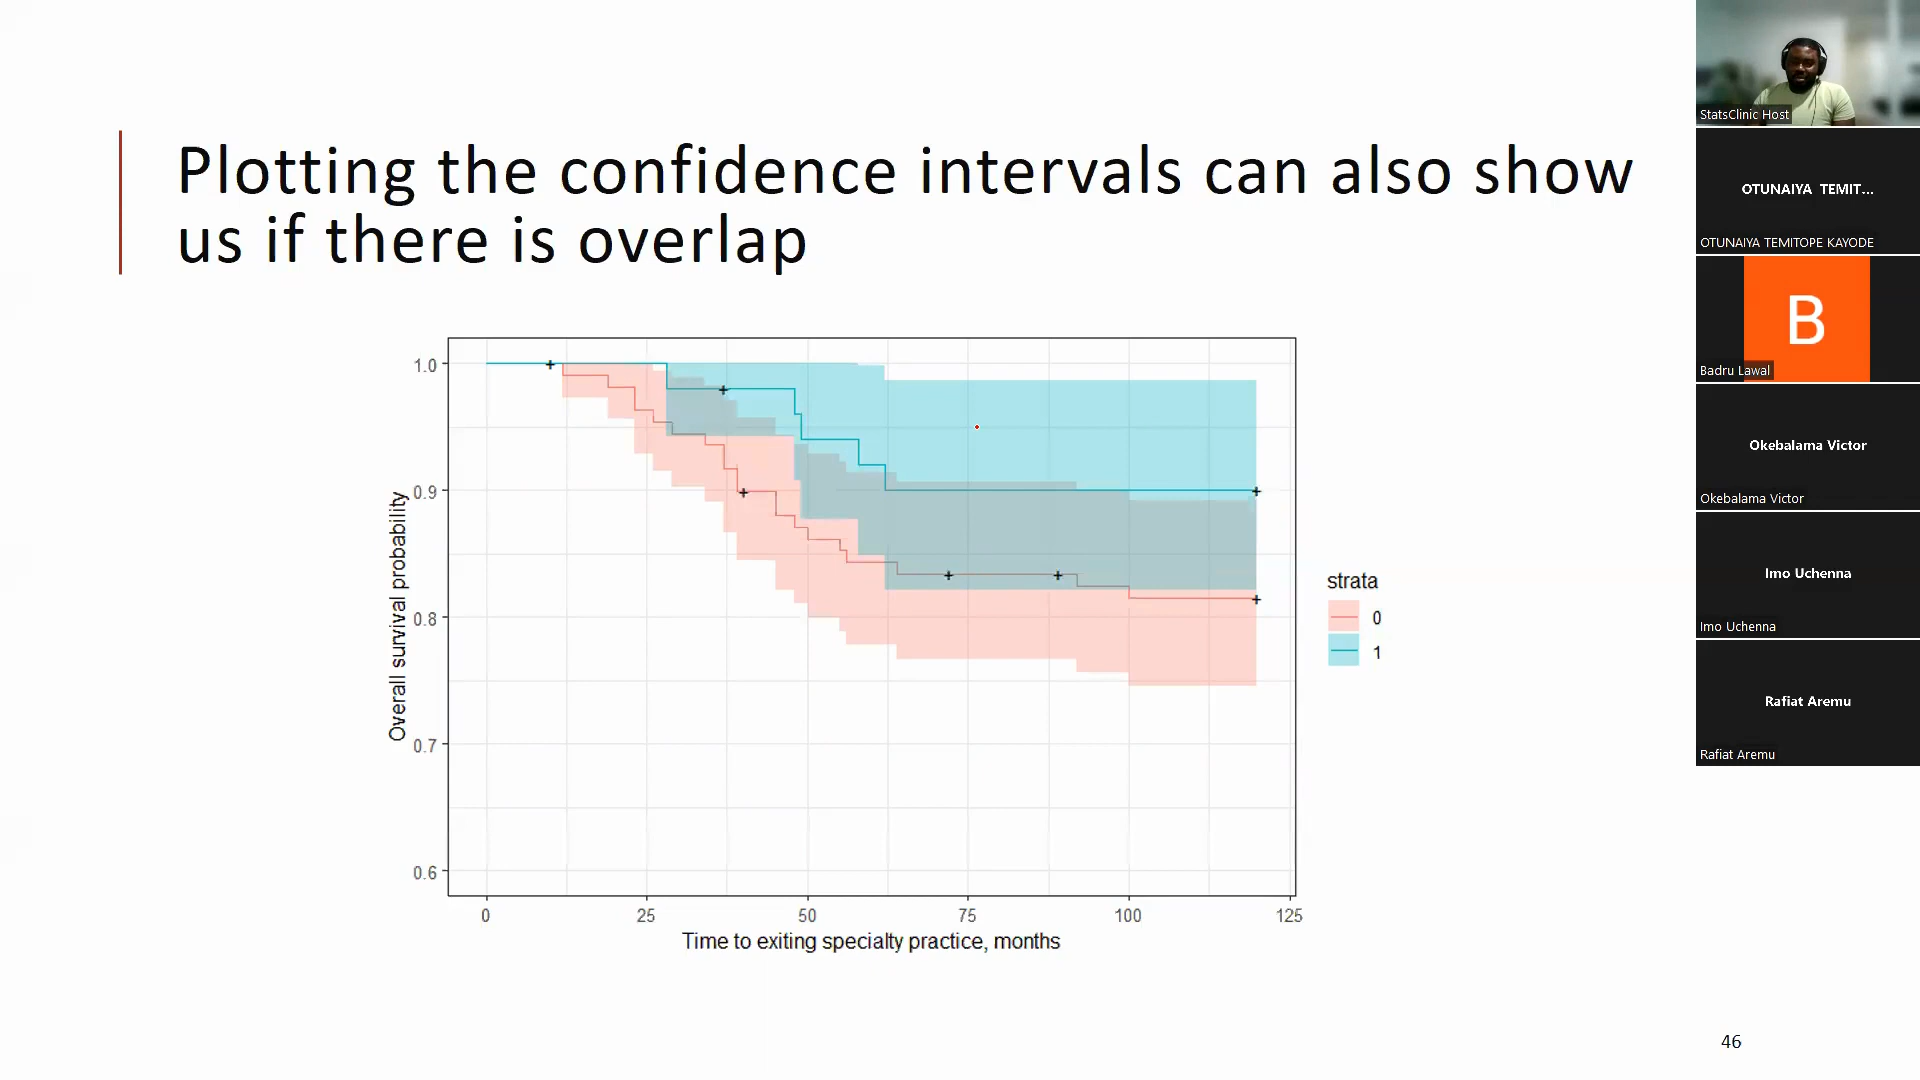 Plotting the confidence intervals can also show
us if there is overlap
1.0
0.9
0.8
0.7
0.6
Overall survival probability
0
25
50
75
100
125
Time to exiting specialty practice, months
strata
0
1
46
StatsClinic Host
OTUNAIYA TEMIT...
OTUNAIYA TEMITOPE KAYODE
B
Badru Lawal
Okebalama Victor
Okebalama Victor
Imo Uchenna
Imo Uchenna
Rafiat Aremu
Rafiat Aremu